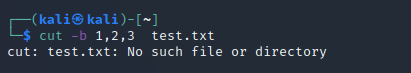 ┌──(kali㉿kali)-[~]
└─$ cut -b 1,2,3  test.txt
cut: test.txt: No such file or directory